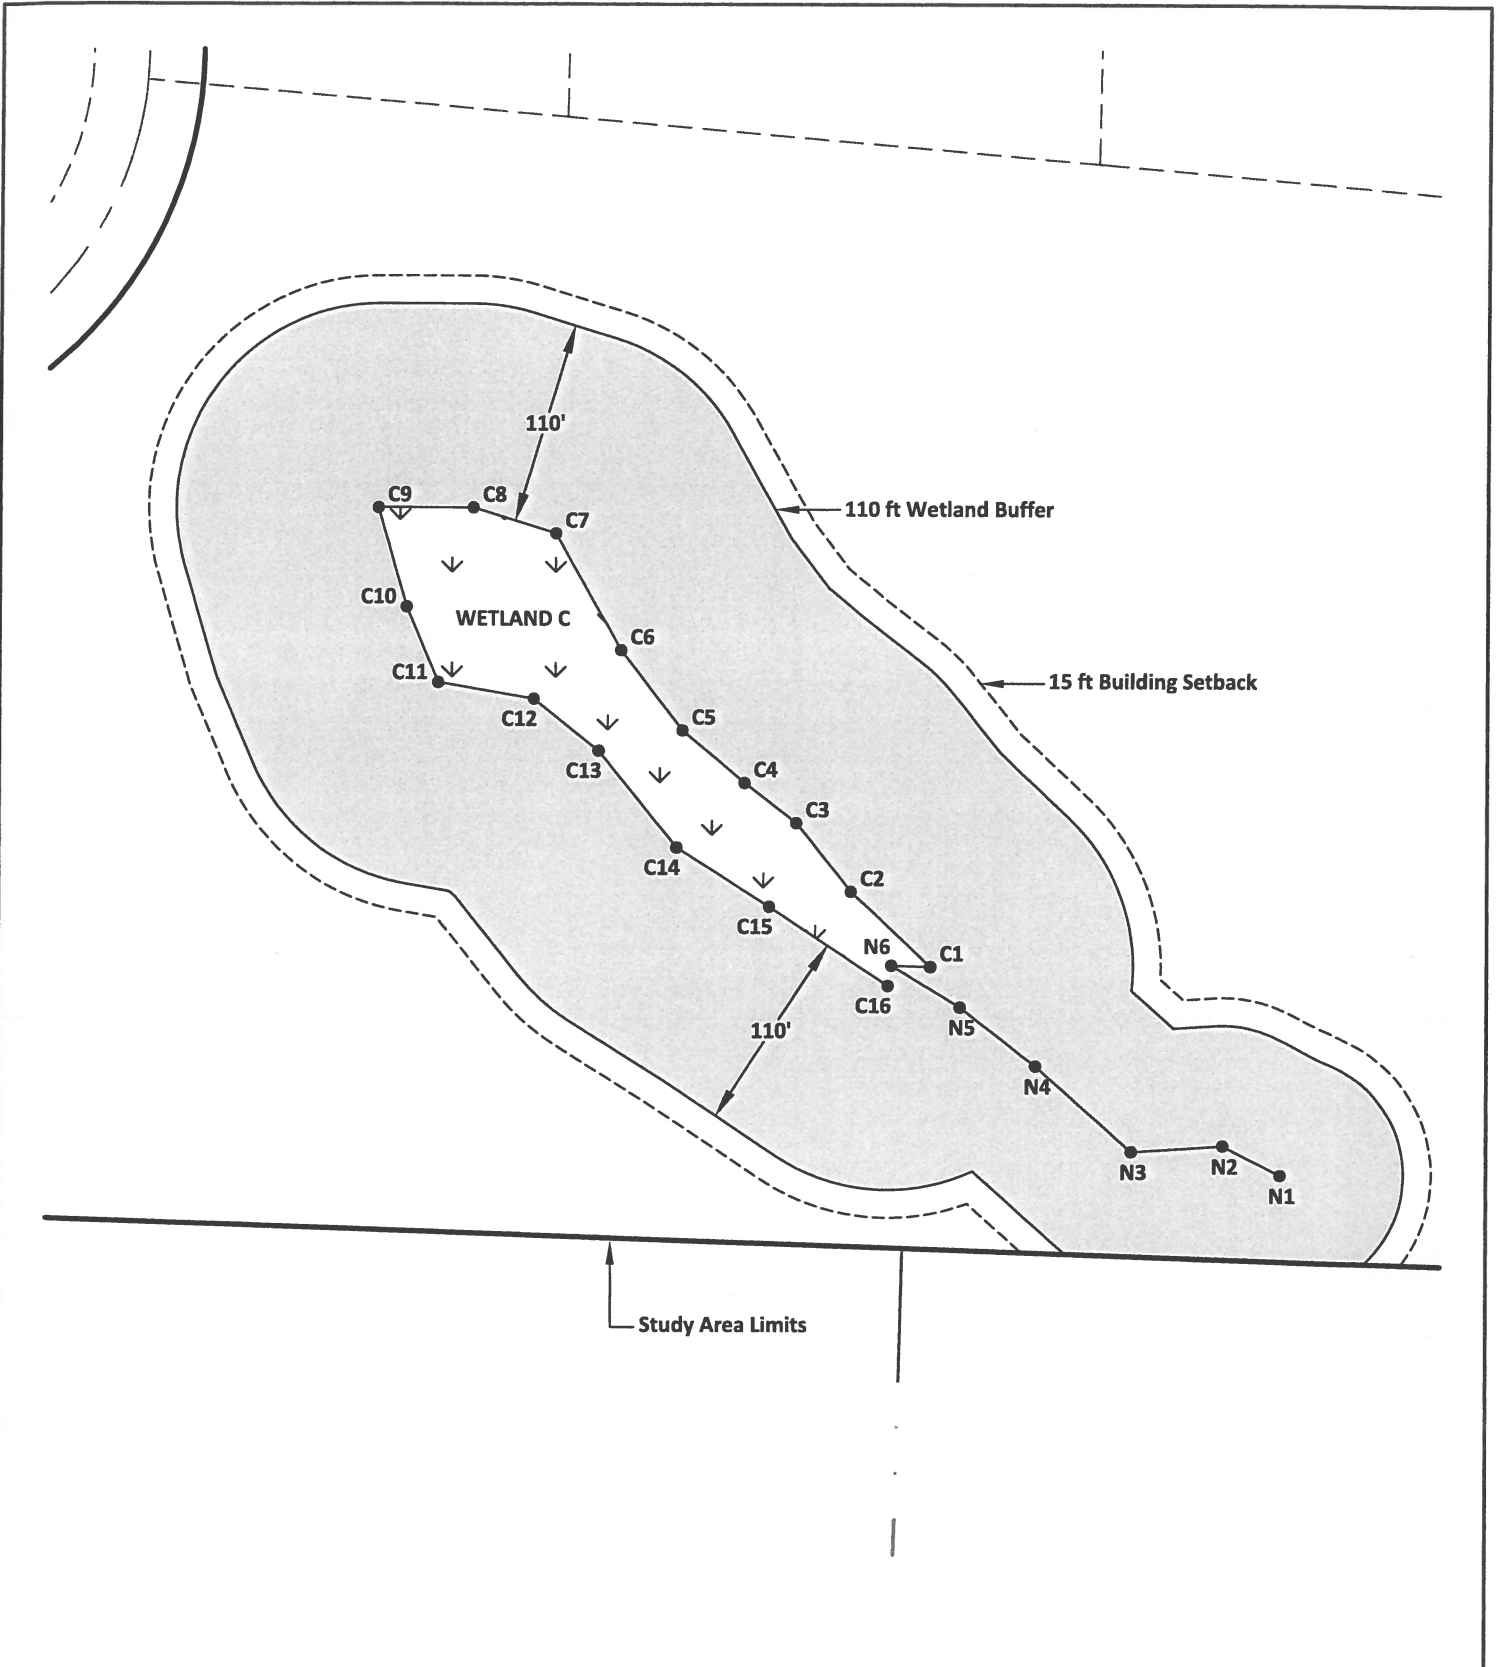 110'
C9
C8
C7
110 ft Wetland Buffer
C10
WETLAND C
C6
C11
15 ft Building Setback
C12
C5
C13
C4
C3
C14
C2
C15
N6
C1
C16
N5
110'
N4
N3
N2
N1
Study Area Limits